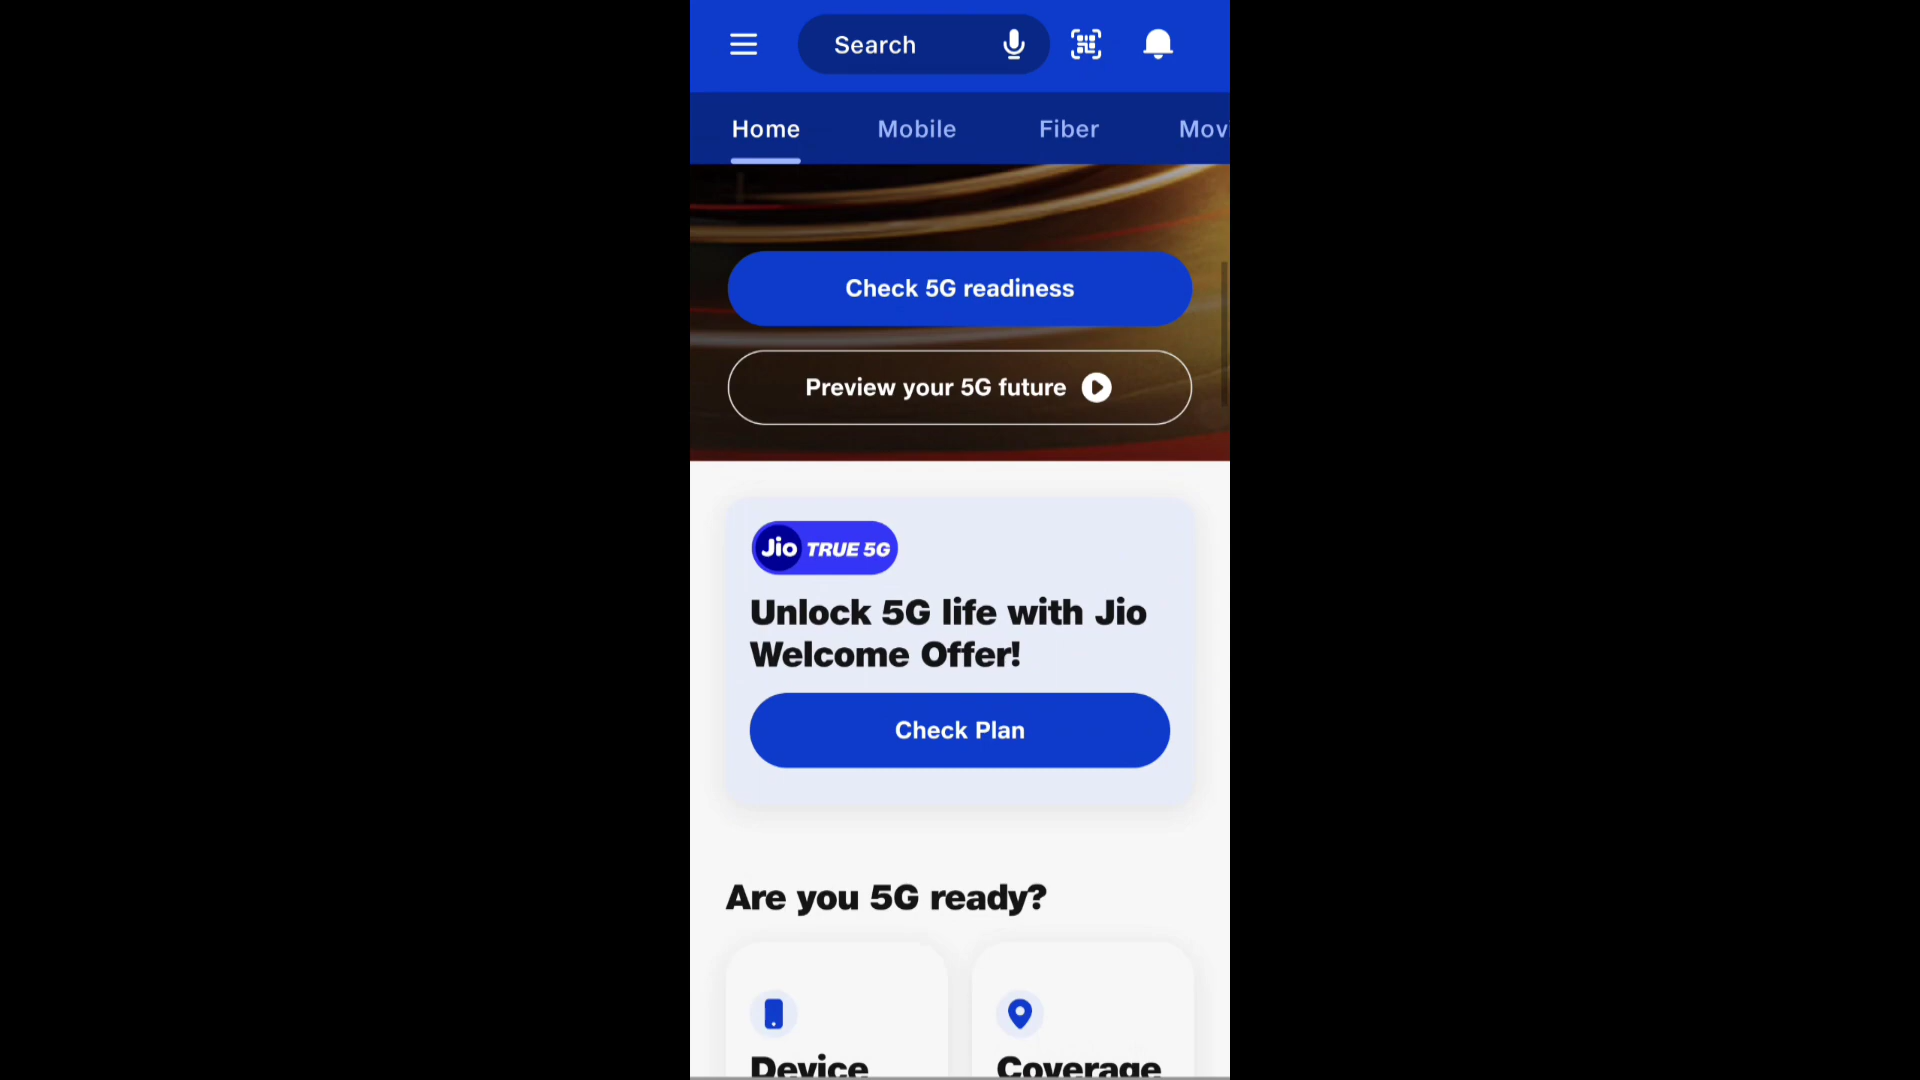 Search
Home Mobile Fiber Mov
Check 5G readiness
Preview your 5G future
Jio TRUE 5G
Unlock 5G life with Jio
Welcome Offer!
Check Plan
Are you 5G ready?
Device Coverage